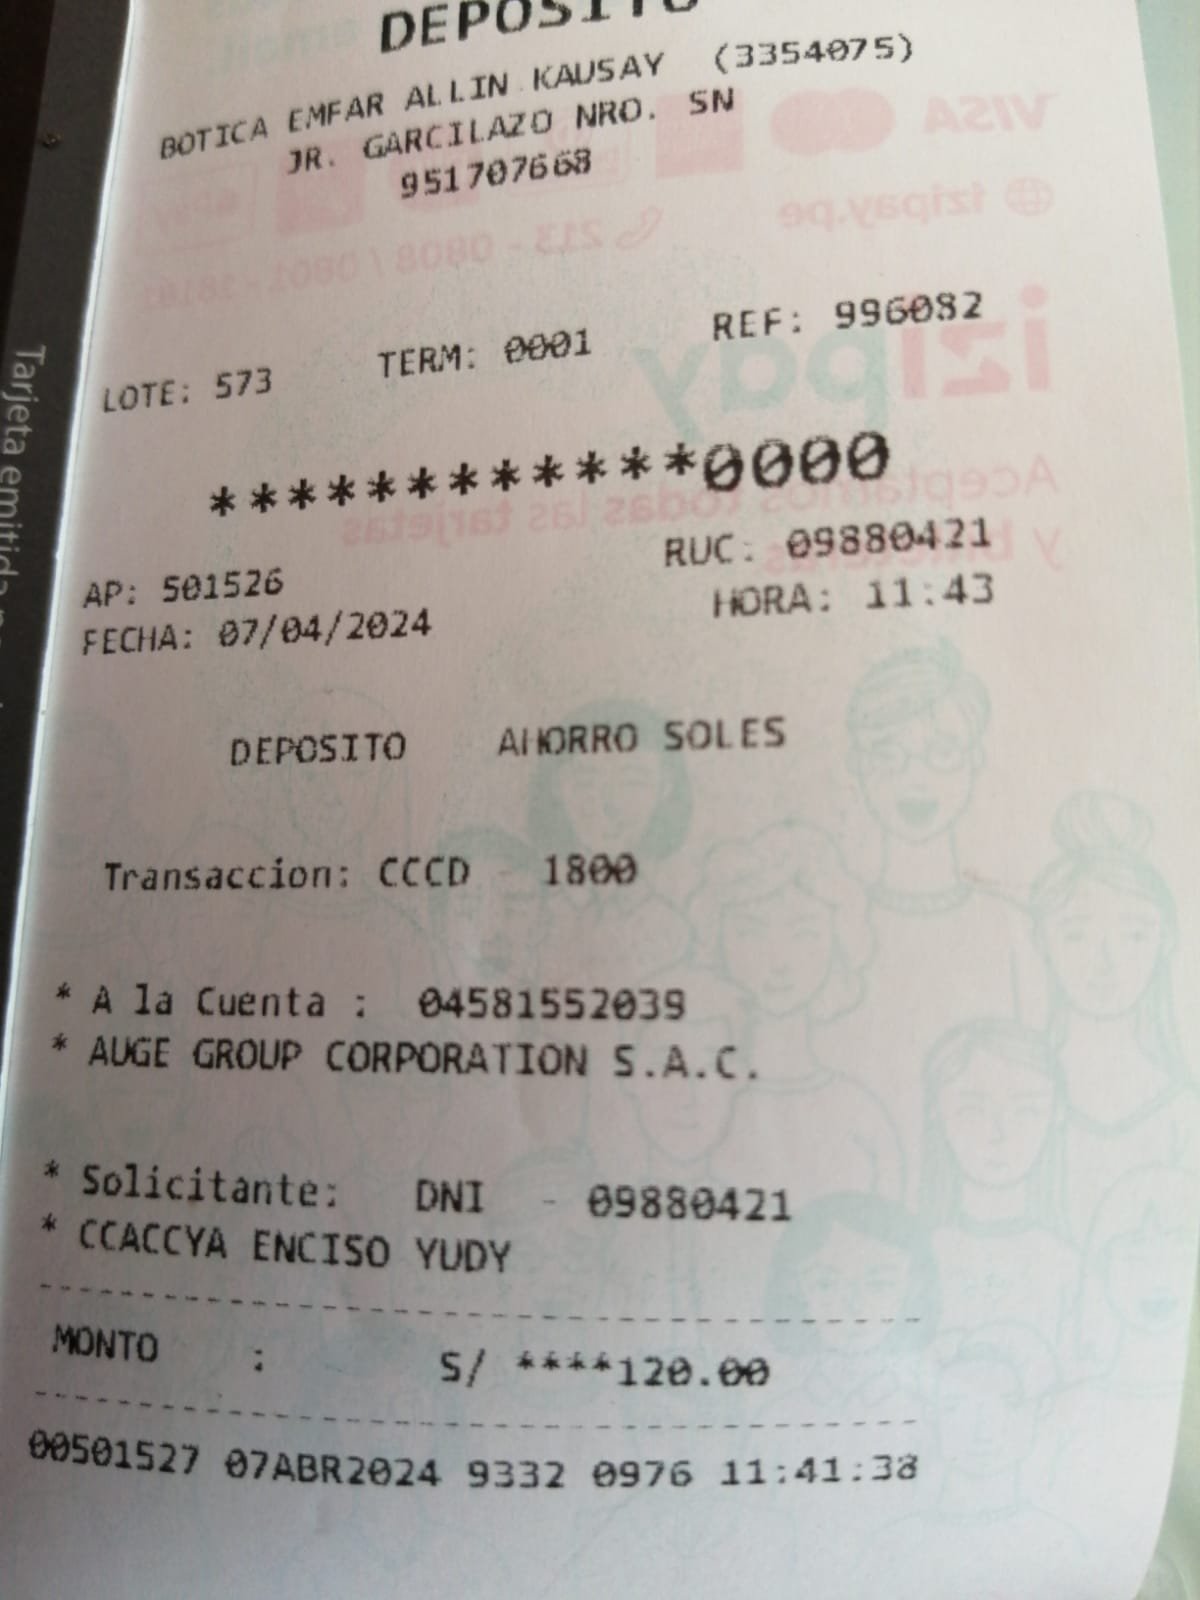 DEPOSITO
BOTICA EMFAR ALLIN KAUSAY (3354075)
JR. GARCILAZO NRO. SN
951707668
LOTE: 573 TERM: 0001 REF: 996082
************0000
AP: 501526 RUC: 09880421
FECHA: 07/04/2024 HORA: 11:43
DEPOSITO AHORRO SOLES
Transaccion: CCCD - 1800
* A la Cuenta : 04581552039
* AUGE GROUP CORPORATION S.A.C.
* Solicitante: DNI - 09880421
* CCACCYA ENCISO YUDY
MONTO : S/ ****120.00
00501527 07ABR2024 9332 0976 11:41:38
VISA
izipay.pe
213 - 0808 / 0801 - 18181
izipay
Aceptamos todas las tarjetas
y billeteras
Tarjeta emitida